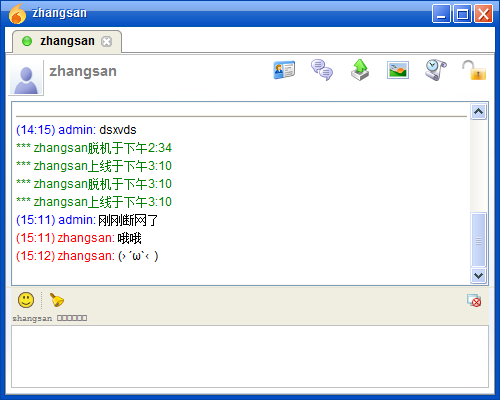 zhangsan
zhangsan
zhangsan
(14:15) admin: dsxvds
*** zhangsan脱机于下午2:34
*** zhangsan上线于下午3:10
*** zhangsan脱机于下午3:10
*** zhangsan上线于下午3:10
(15:11) admin: 刚刚断网了
(15:11) zhangsan: 哦哦
(15:12) zhangsan: (› ´ω`‹ )
zhangsan □□□□□□